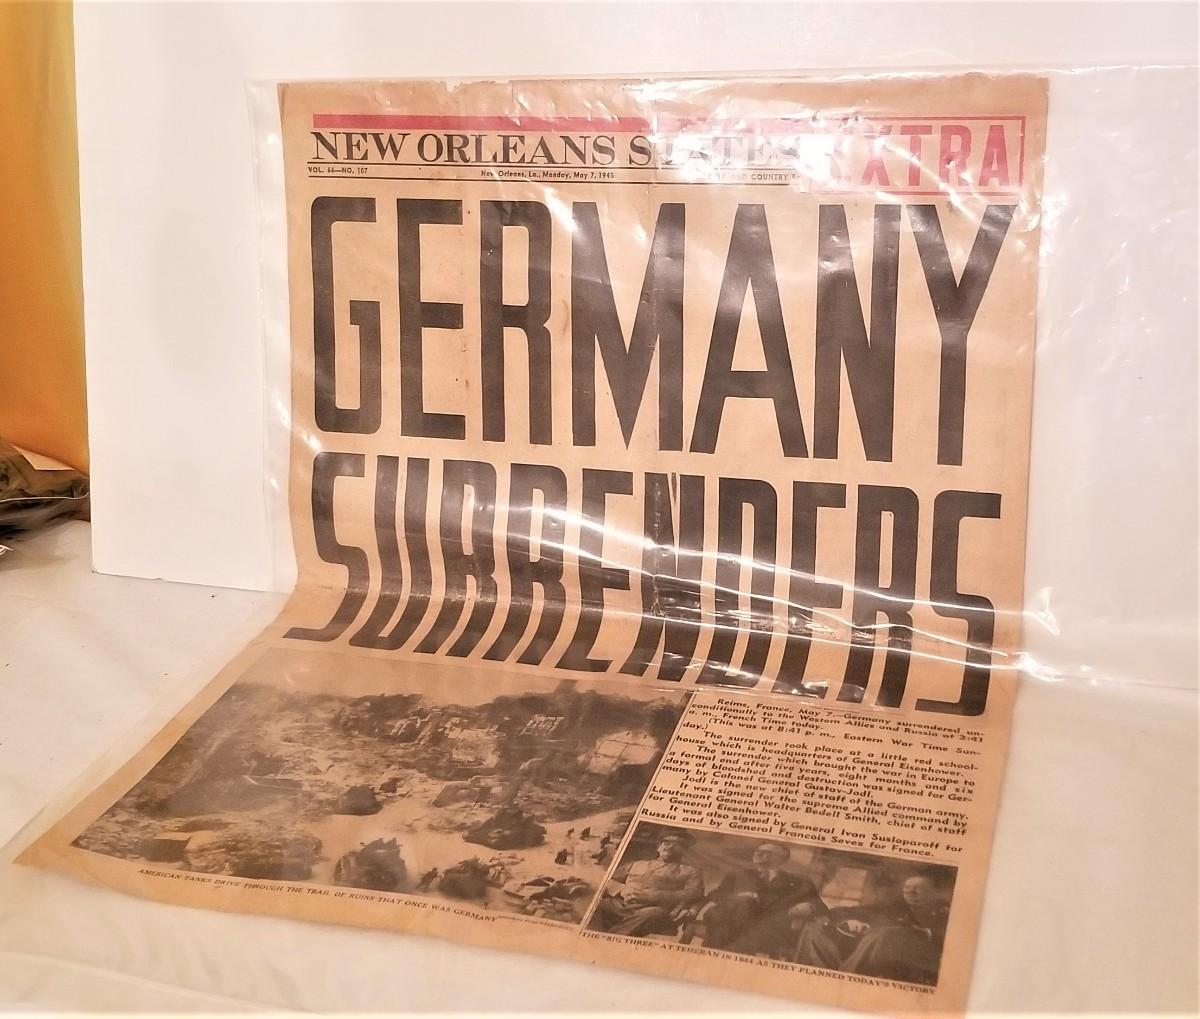 NEW ORLEANS STATES EXTRA
VOL. 64—NO. 107 New Orleans, La., Monday, May 7, 1945 AND COUNTRY
GERMANY
SURRENDERS
Reims, France, May 7.—Germany surrendered un-
conditionally to the Western Allies and Russia at 2:41
a. m., French Time today.
(This was at 8:41 p. m., Eastern War Time Sun-
day.)
The surrender took place at a little red school-
house which is headquarters of General Eisenhower.
The surrender which brought the war in Europe to
a formal end after five years, eight months and six
days of bloodshed and destruction was signed for Ger-
many by Colonel General Gustav Jodl.
Jodl is the new chief of staff of the German army.
It was signed for the supreme Allied command by
Lieutenant General Walter Bedell Smith, chief of staff
for General Eisenhower.
It was also signed by General Ivan Susloparoff for
Russia and by General Francois Sevez for France.
AMERICAN TANKS DRIVE THROUGH THE TRAIL OF RUINS THAT ONCE WAS GERMANY
THE "BIG THREE" AT TEHERAN IN 1944 AS THEY PLANNED TODAY'S VICTORY